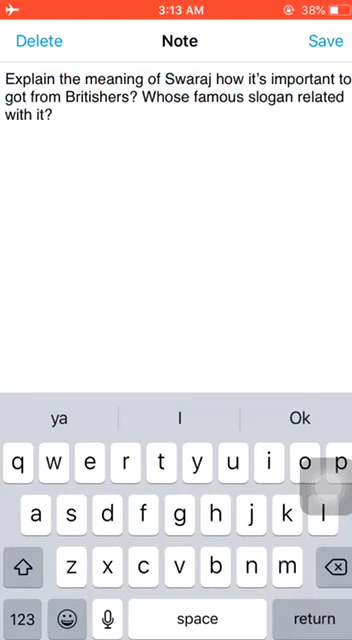 3:13 AM 38%
Delete Note Save
Explain the meaning of Swaraj how it's important to
got from Britishers? Whose famous slogan related
with it?
ya I Ok
q w e r t y u i o p
a s d f g h j k l
z x c v b n m
123 space return